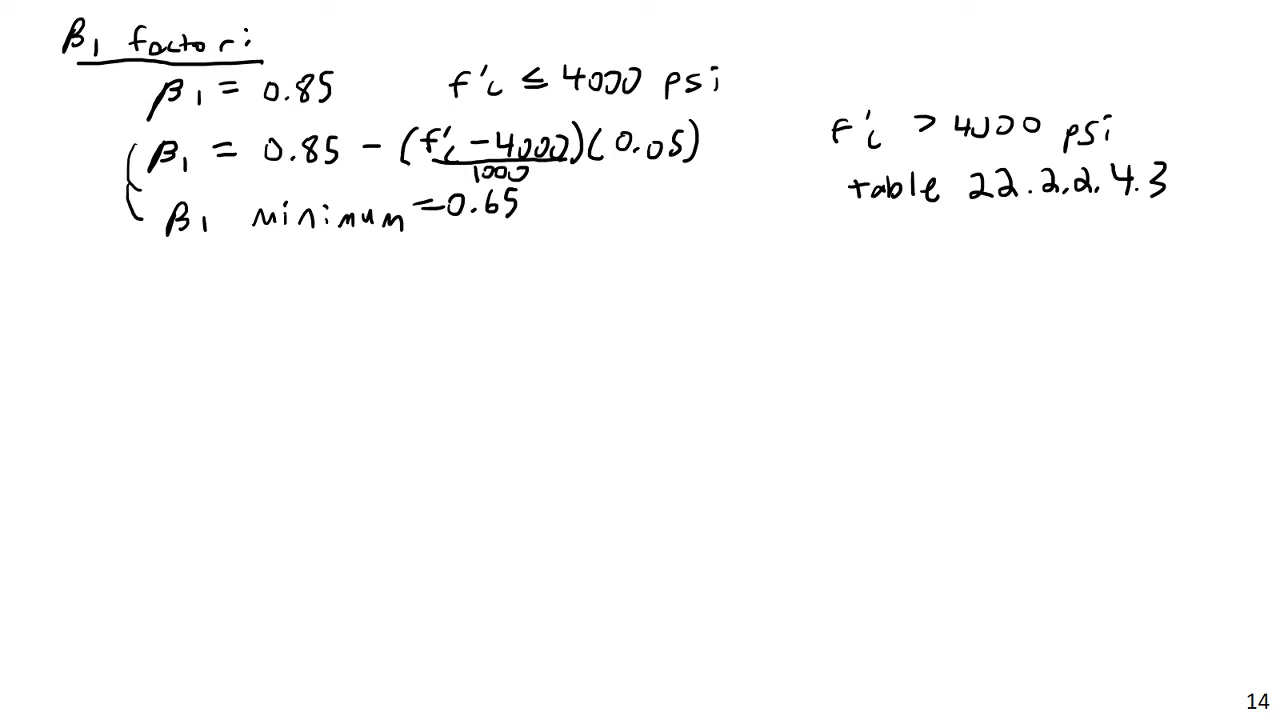 β₁ factor:
β₁ = 0.85 f'c ≤ 4000 psi
β₁ = 0.85 - (f'c - 4000 / 1000)(0.05) f'c > 4000 psi
table 22.2.2.4.3
β₁ minimum = 0.65
14